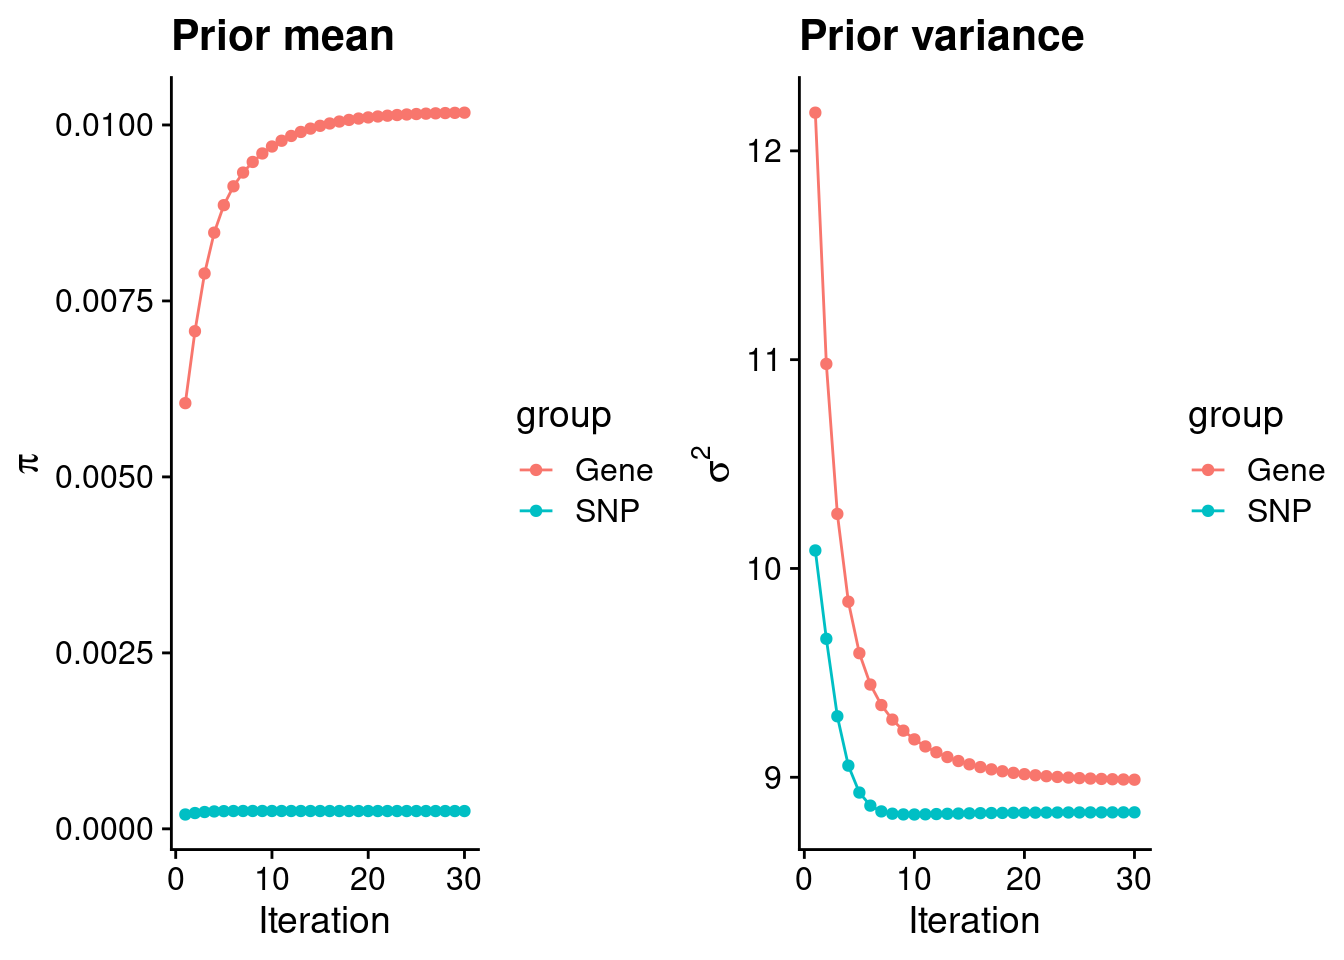 Prior mean
0.0100
0.0075
0.0050
0.0025
0.0000
π
0 10 20 30
Iteration
group
Gene
SNP
Prior variance
12
11
10
9
σ²
0 10 20 30
Iteration
group
Gene
SNP